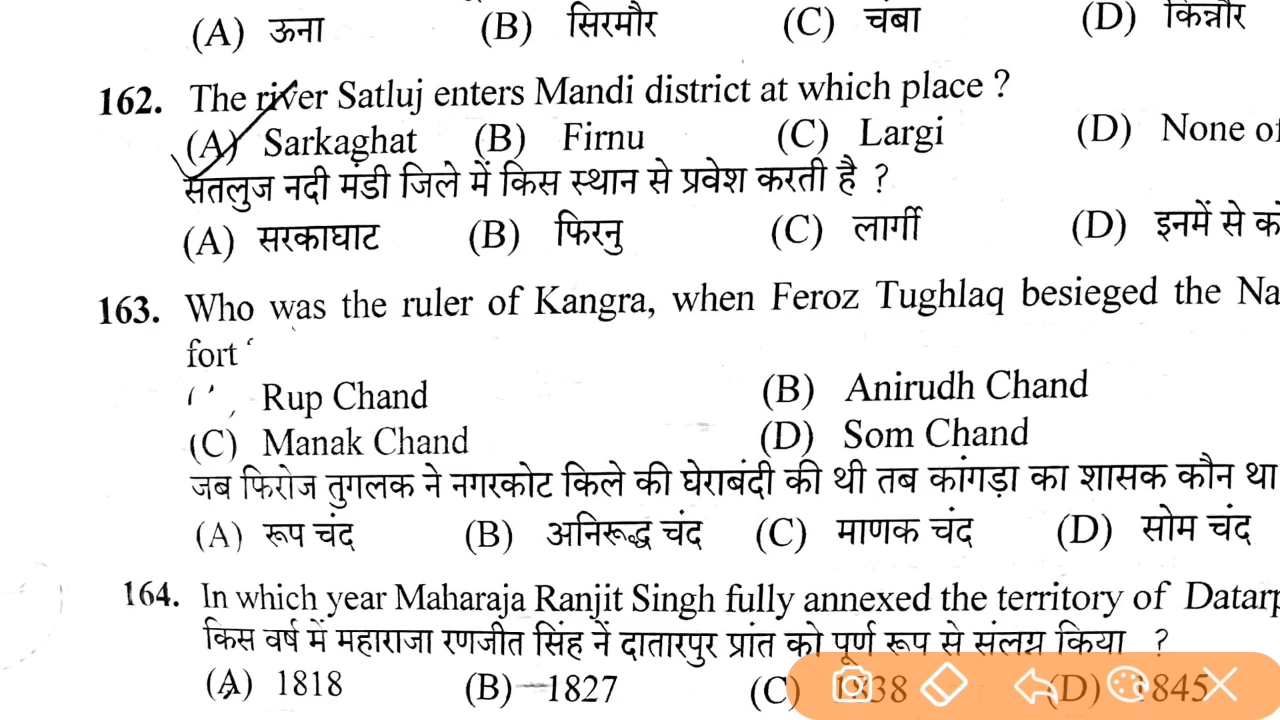 (A) ऊना (B) सिरमौर (C) चंबा (D) किन्नौर
162. The river Satluj enters Mandi district at which place ?
(A) Sarkaghat (B) Firnu (C) Largi (D) None of
सतलुज नदी मंडी जिले में किस स्थान से प्रवेश करती है ?
(A) सरकाघाट (B) फिरनु (C) लार्गी (D) इनमें से
163. Who was the ruler of Kangra, when Feroz Tughlaq besieged the
fort
Rup Chand (B) Anirudh Chand
(C) Manak Chand (D) Som Chand
जब फिरोज तुगलक ने नगरकोट किले की घेराबंदी की थी तब कांगड़ा का शासक कौन था
(A) रूप चंद (B) अनिरूद्ध चंद (C) माणक चंद (D) सोम चंद
164. In which year Maharaja Ranjit Singh fully annexed the territory of
किस वर्ष में महाराजा रणजीत सिंह नें दातारपुर प्रांत को पूर्ण रूप से संलग्न किया ?
(A) 1818 (B) 1827 (C) 1838 (D) 1845